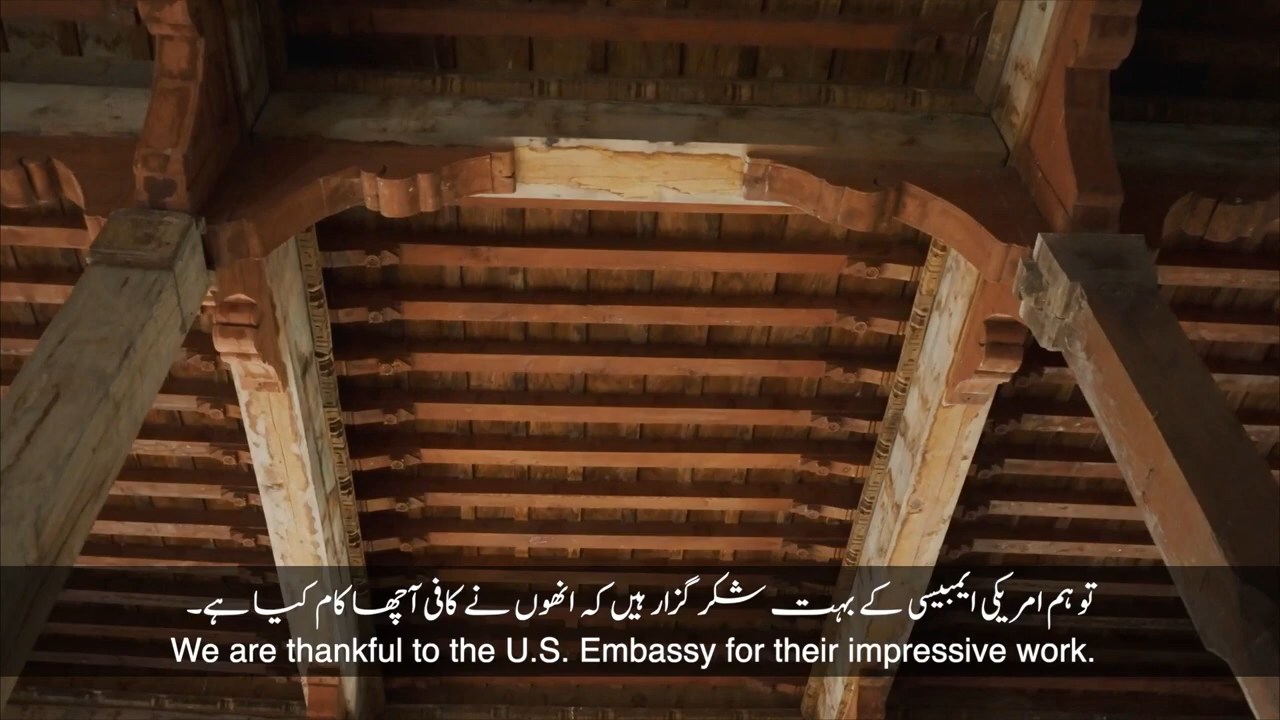 تو ہم امریکی ایمبیسی کے بہت شکر گزار ہیں کہ انھوں نے کافی آچھا کام کیا ہے۔
We are thankful to the U.S. Embassy for their impressive work.